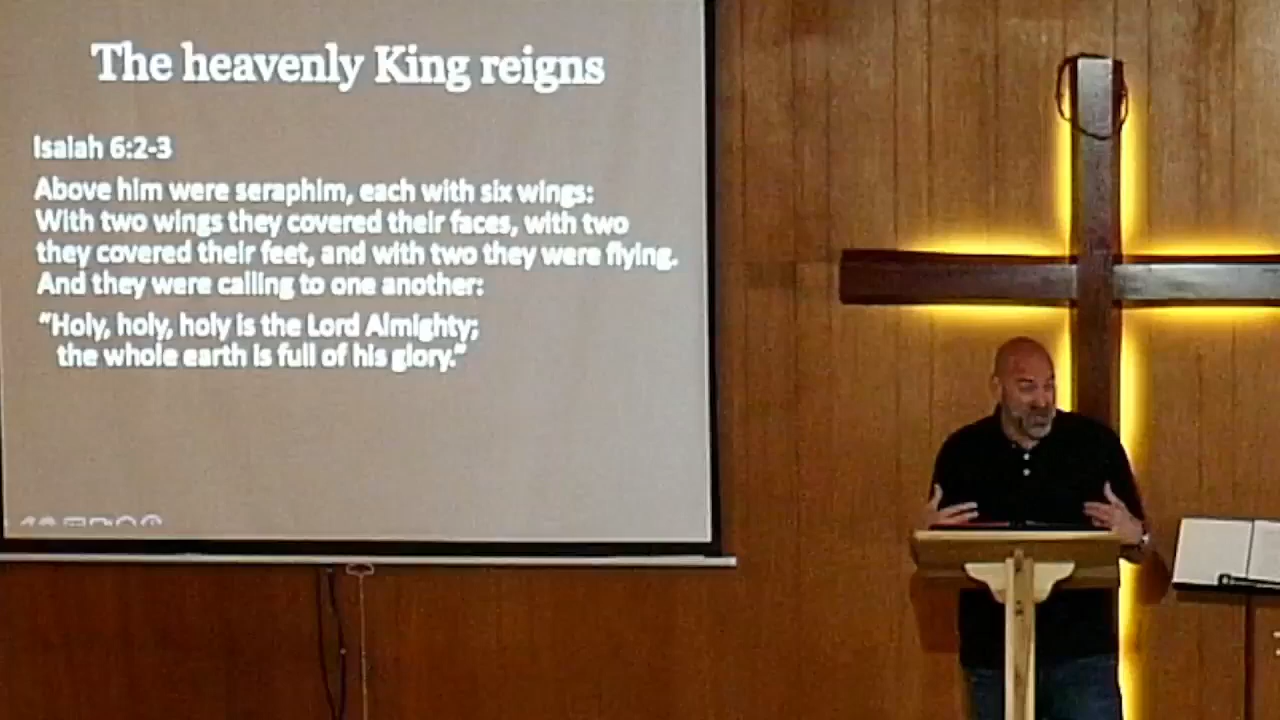 The heavenly King reigns
Isaiah 6:2-3
Above him were seraphim, each with six wings:
With two wings they covered their faces, with two
they covered their feet, and with two they were flying.
And they were calling to one another:
“Holy, holy, holy is the Lord Almighty;
the whole earth is full of his glory.”